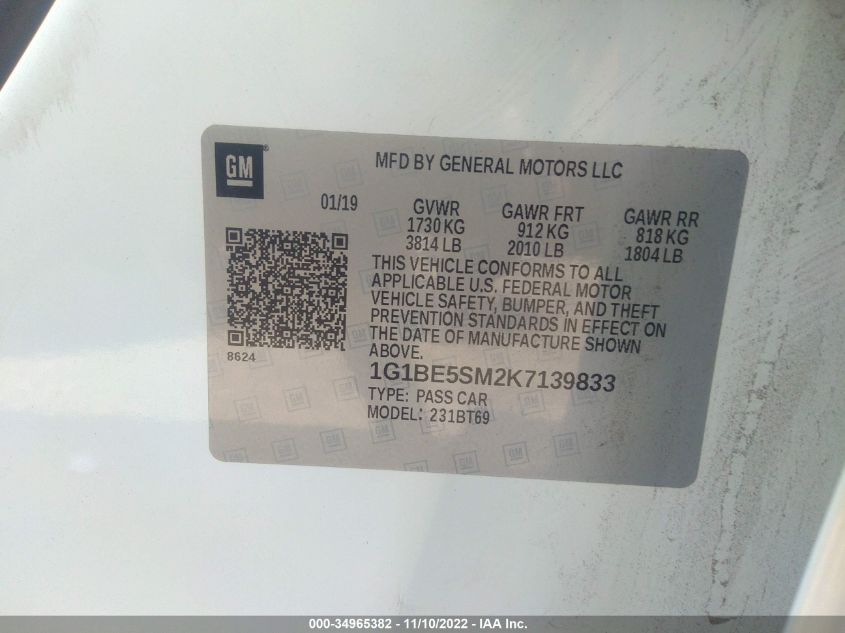 GM®
MFD BY GENERAL MOTORS LLC
01/19 GVWR GAWR FRT GAWR RR
1730 KG 912 KG 818 KG
3814 LB 2010 LB 1804 LB
THIS VEHICLE CONFORMS TO ALL
APPLICABLE U.S. FEDERAL MOTOR
VEHICLE SAFETY, BUMPER, AND THEFT
PREVENTION STANDARDS IN EFFECT ON
THE DATE OF MANUFACTURE SHOWN
ABOVE.
8624
1G1BE5SM2K7139833
TYPE: PASS CAR
MODEL: 231BT69
000-34965382 - 11/10/2022 - IAA Inc.